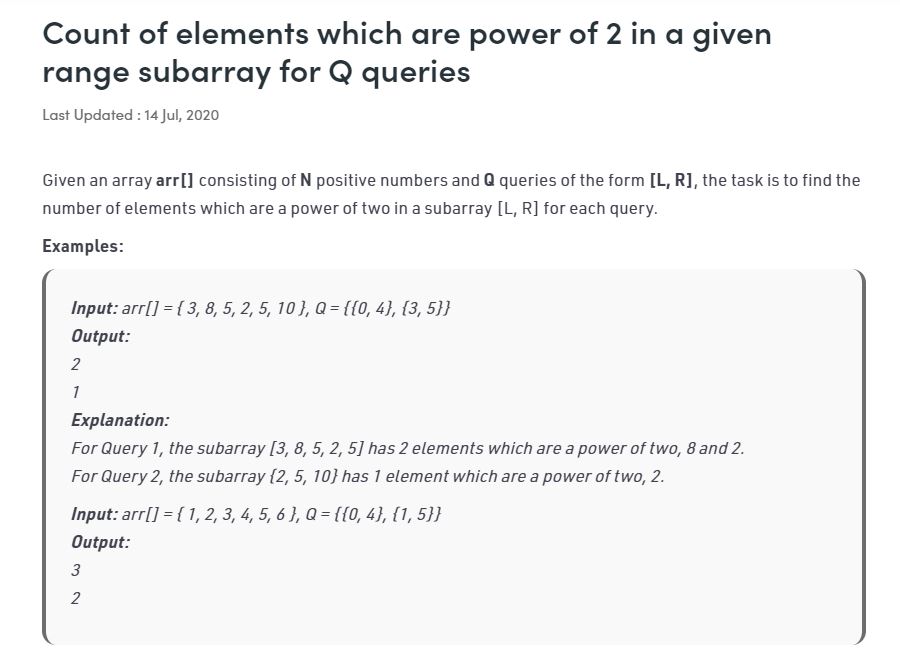 Count of elements which are power of 2 in a given
range subarray for Q queries
Last Updated : 14 Jul, 2020
Given an array arr[] consisting of N positive numbers and Q queries of the form [L, R], the task is to find the
number of elements which are a power of two in a subarray [L, R] for each query.
Examples:
Input: arr[] = { 3, 8, 5, 2, 5, 10 }, Q = {{0, 4}, {3, 5}}
Output:
2
1
Explanation:
For Query 1, the subarray [3, 8, 5, 2, 5] has 2 elements which are a power of two, 8 and 2.
For Query 2, the subarray {2, 5, 10} has 1 element which are a power of two, 2.
Input: arr[] = { 1, 2, 3, 4, 5, 6 }, Q = {{0, 4}, {1, 5}}
Output:
3
2